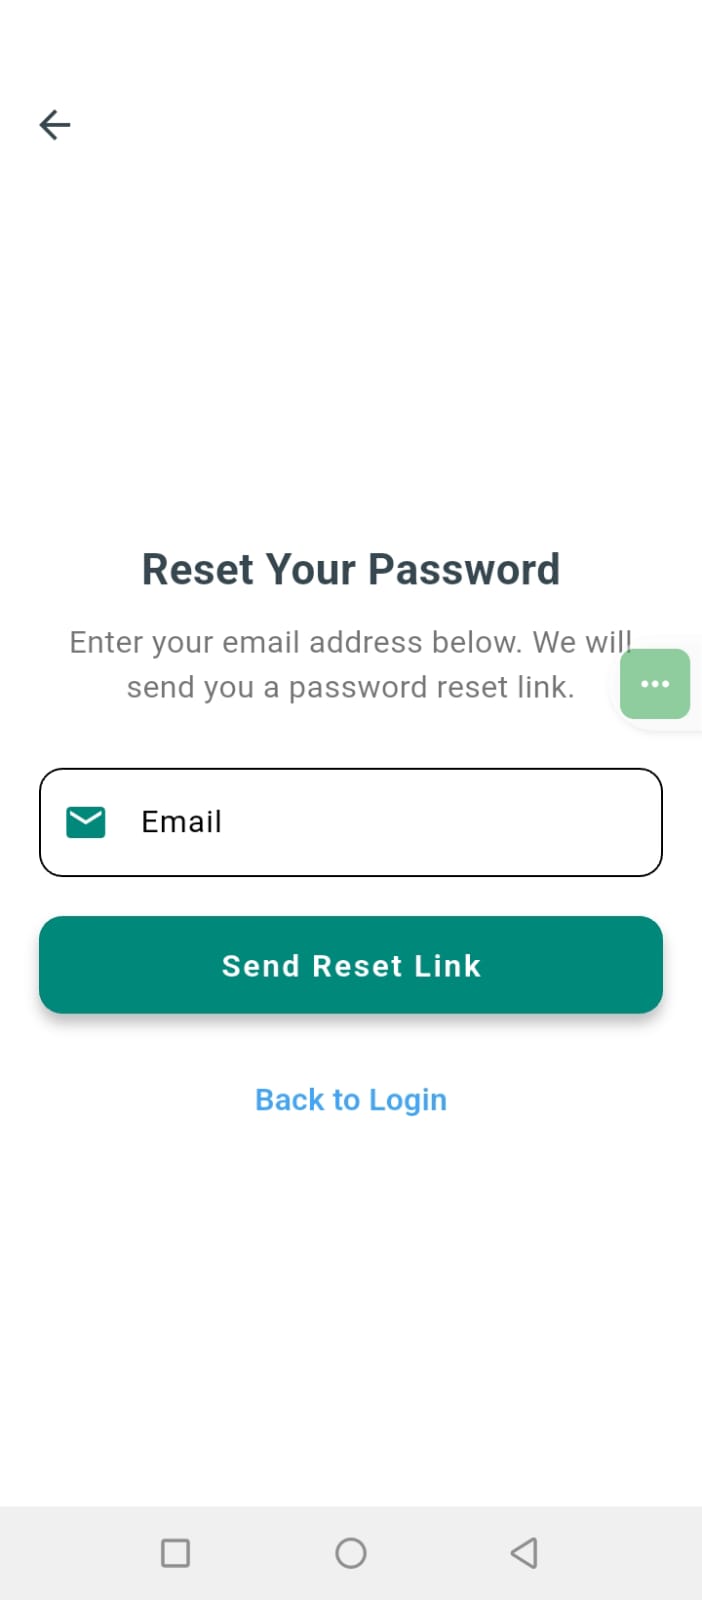 Reset Your Password
Enter your email address below. We will
send you a password reset link.
Email
Send Reset Link
Back to Login